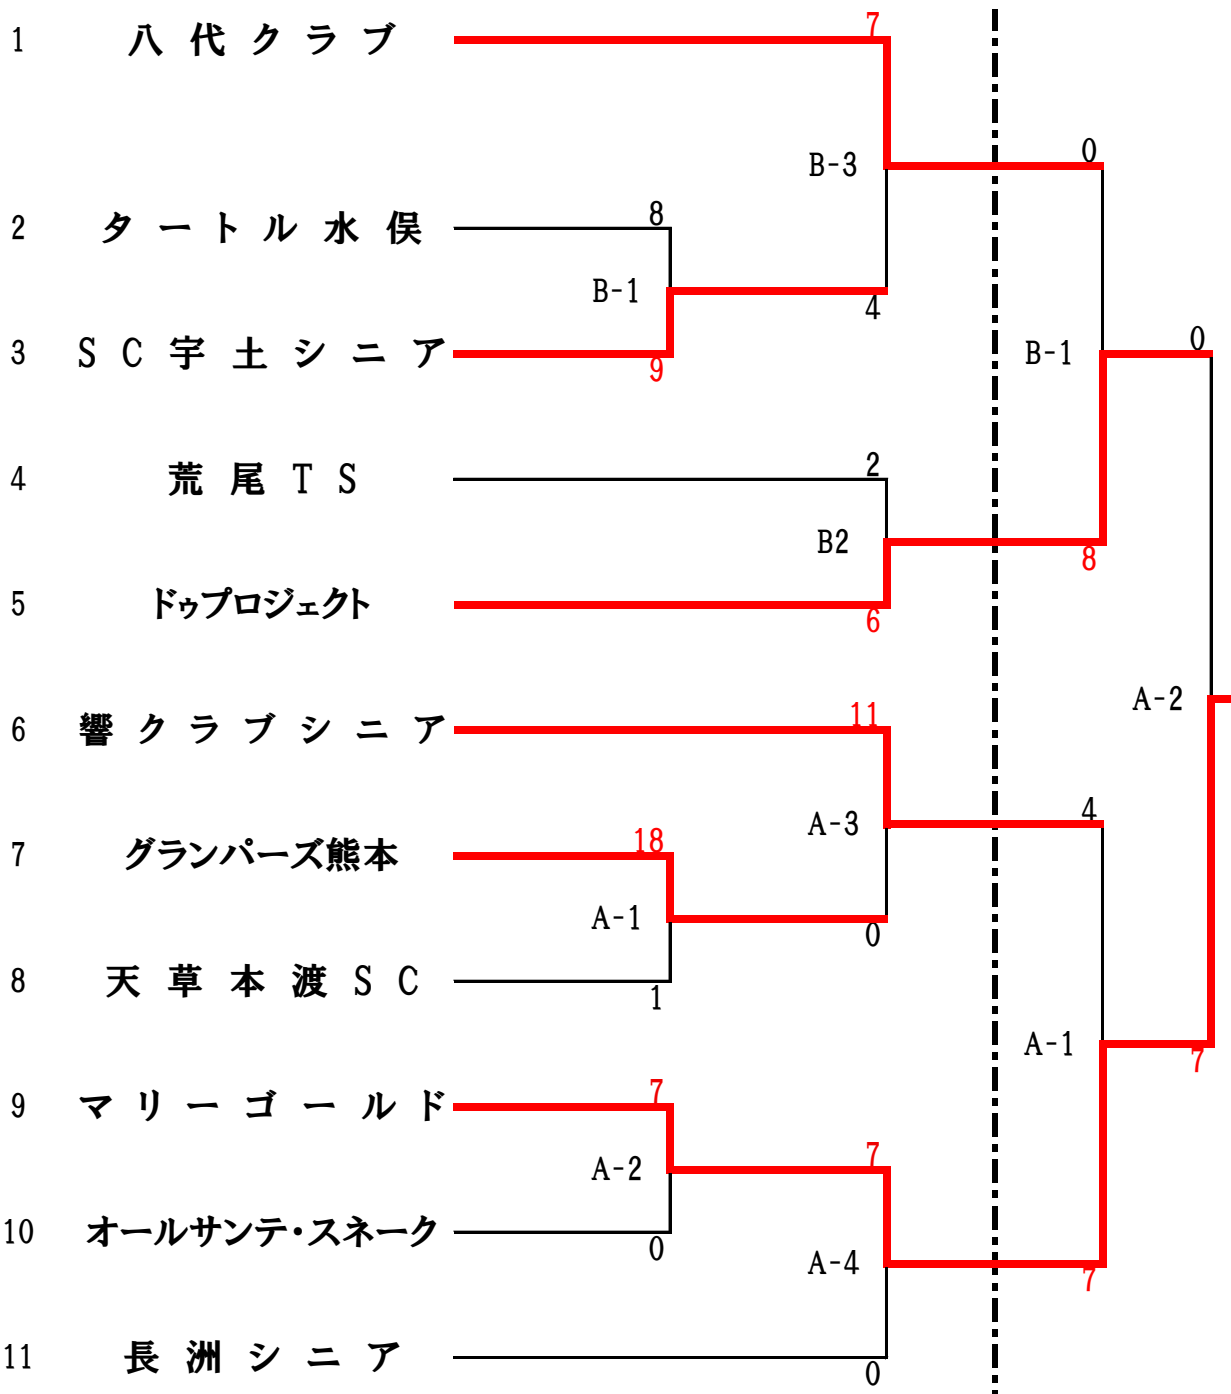 7
1 八代クラブ
B-3
0
2 タートル水俣
8
B-1
4
3 SC宇土シニア
9
B-1
0
4 荒尾TS
2
B2
8
5 ドゥプロジェクト
6
6 響クラブシニア
11
A-2
A-3
4
7 グランパーズ熊本
18
A-1
0
8 天草本渡SC
1
A-1
7
9 マリーゴールド
7
A-2
7
10 オールサンテ・スネーク
0
A-4
7
11 長洲シニア
0